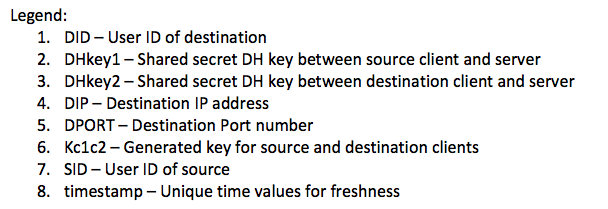 Legend:
1. DID – User ID of destination
2. DHkey1 – Shared secret DH key between source client and server
3. DHkey2 – Shared secret DH key between destination client and server
4. DIP – Destination IP address
5. DPORT – Destination Port number
6. Kc1c2 – Generated key for source and destination clients
7. SID – User ID of source
8. timestamp – Unique time values for freshness